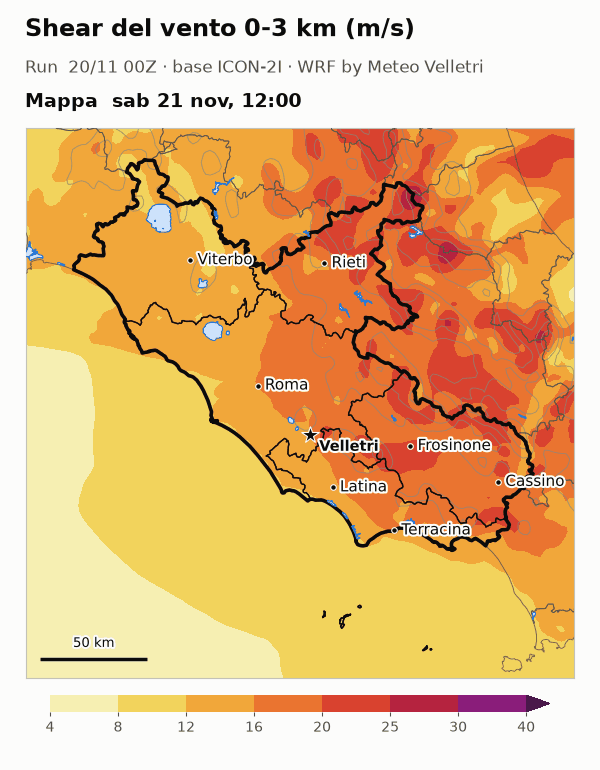 Shear del vento 0-3 km (m/s)
Run  20/11 00Z · base ICON-2I · WRF by Meteo Velletri
Mappa  sab 21 nov, 12:00
Viterbo
Rieti
Roma
Velletri
Frosinone
Latina
Cassino
Terracina
50 km
4 8 12 16 20 25 30 40